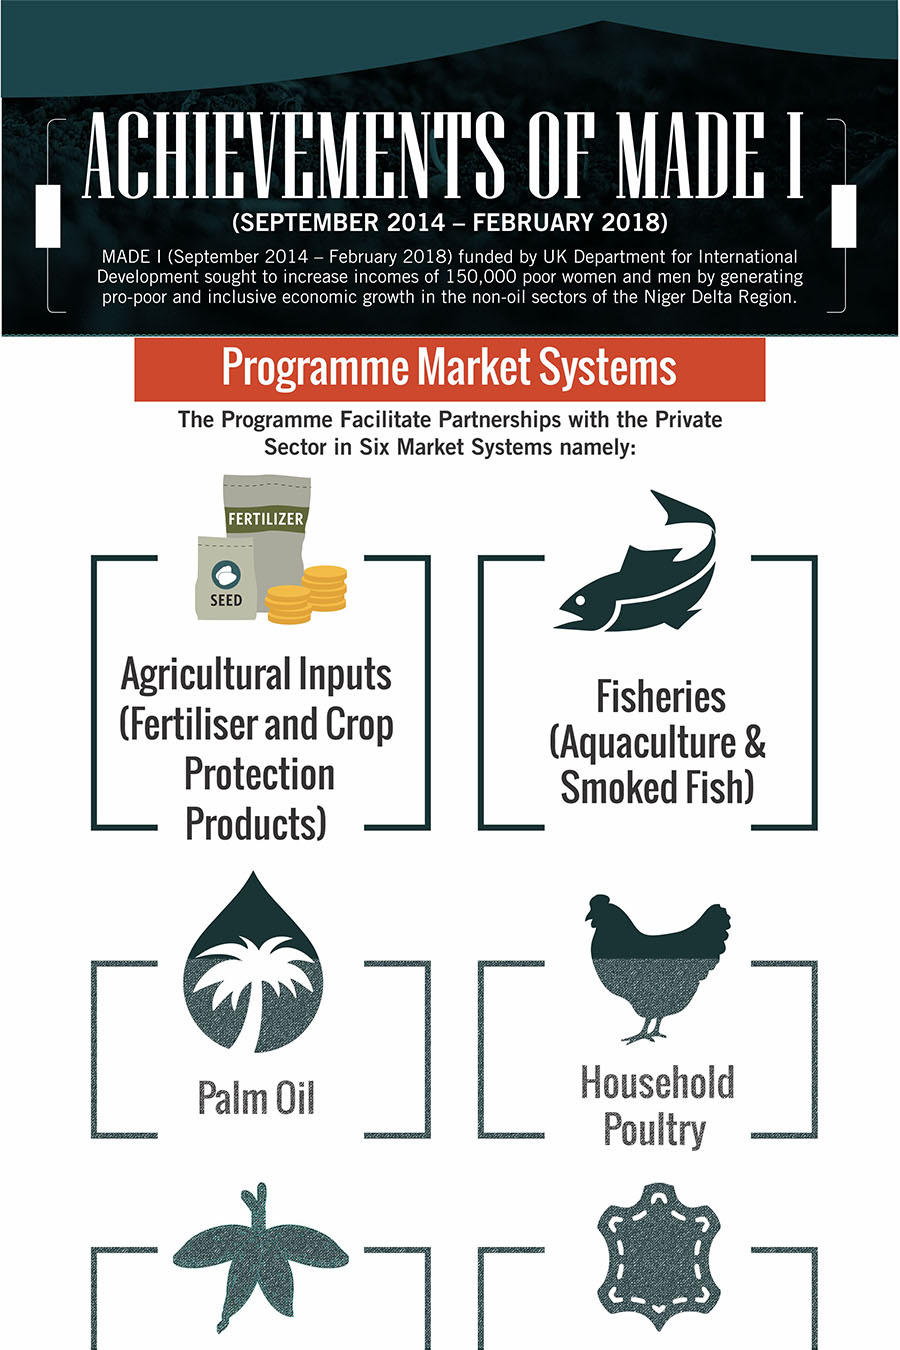 ACHIEVEMENTS OF MADE I
(SEPTEMBER 2014 – FEBRUARY 2018)
MADE I (September 2014 – February 2018) funded by UK Department for International
Development sought to increase incomes of 150,000 poor women and men by generating
pro-poor and inclusive economic growth in the non-oil sectors of the Niger Delta Region.
Programme Market Systems
The Programme Facilitate Partnerships with the Private
Sector in Six Market Systems namely:
FERTILIZER
SEED
Agricultural Inputs
(Fertiliser and Crop
Protection
Products)
Fisheries
(Aquaculture &
Smoked Fish)
Palm Oil
Household
Poultry